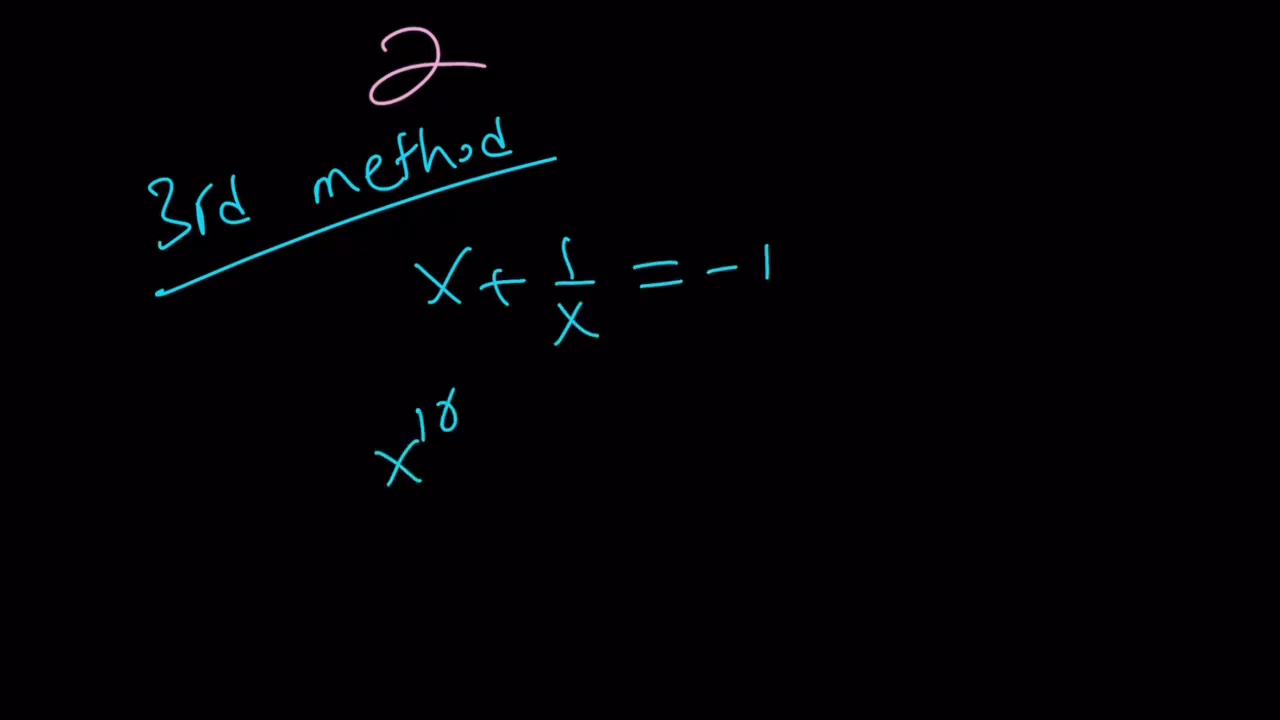 2
3rd method
x + 1/x = -1
x^18